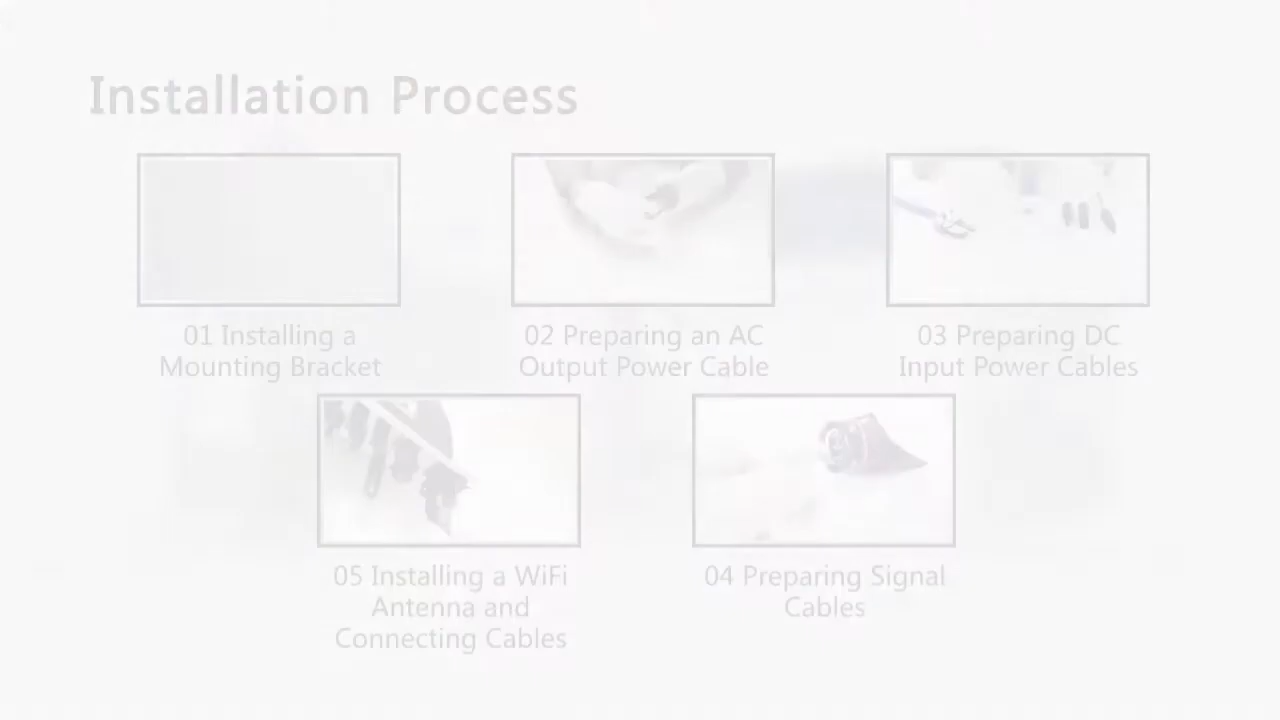 Installation Process
01 Installing a
Mounting Bracket
02 Preparing an AC
Output Power Cable
03 Preparing DC
Input Power Cables
05 Installing a WiFi
Antenna and
Connecting Cables
04 Preparing Signal
Cables